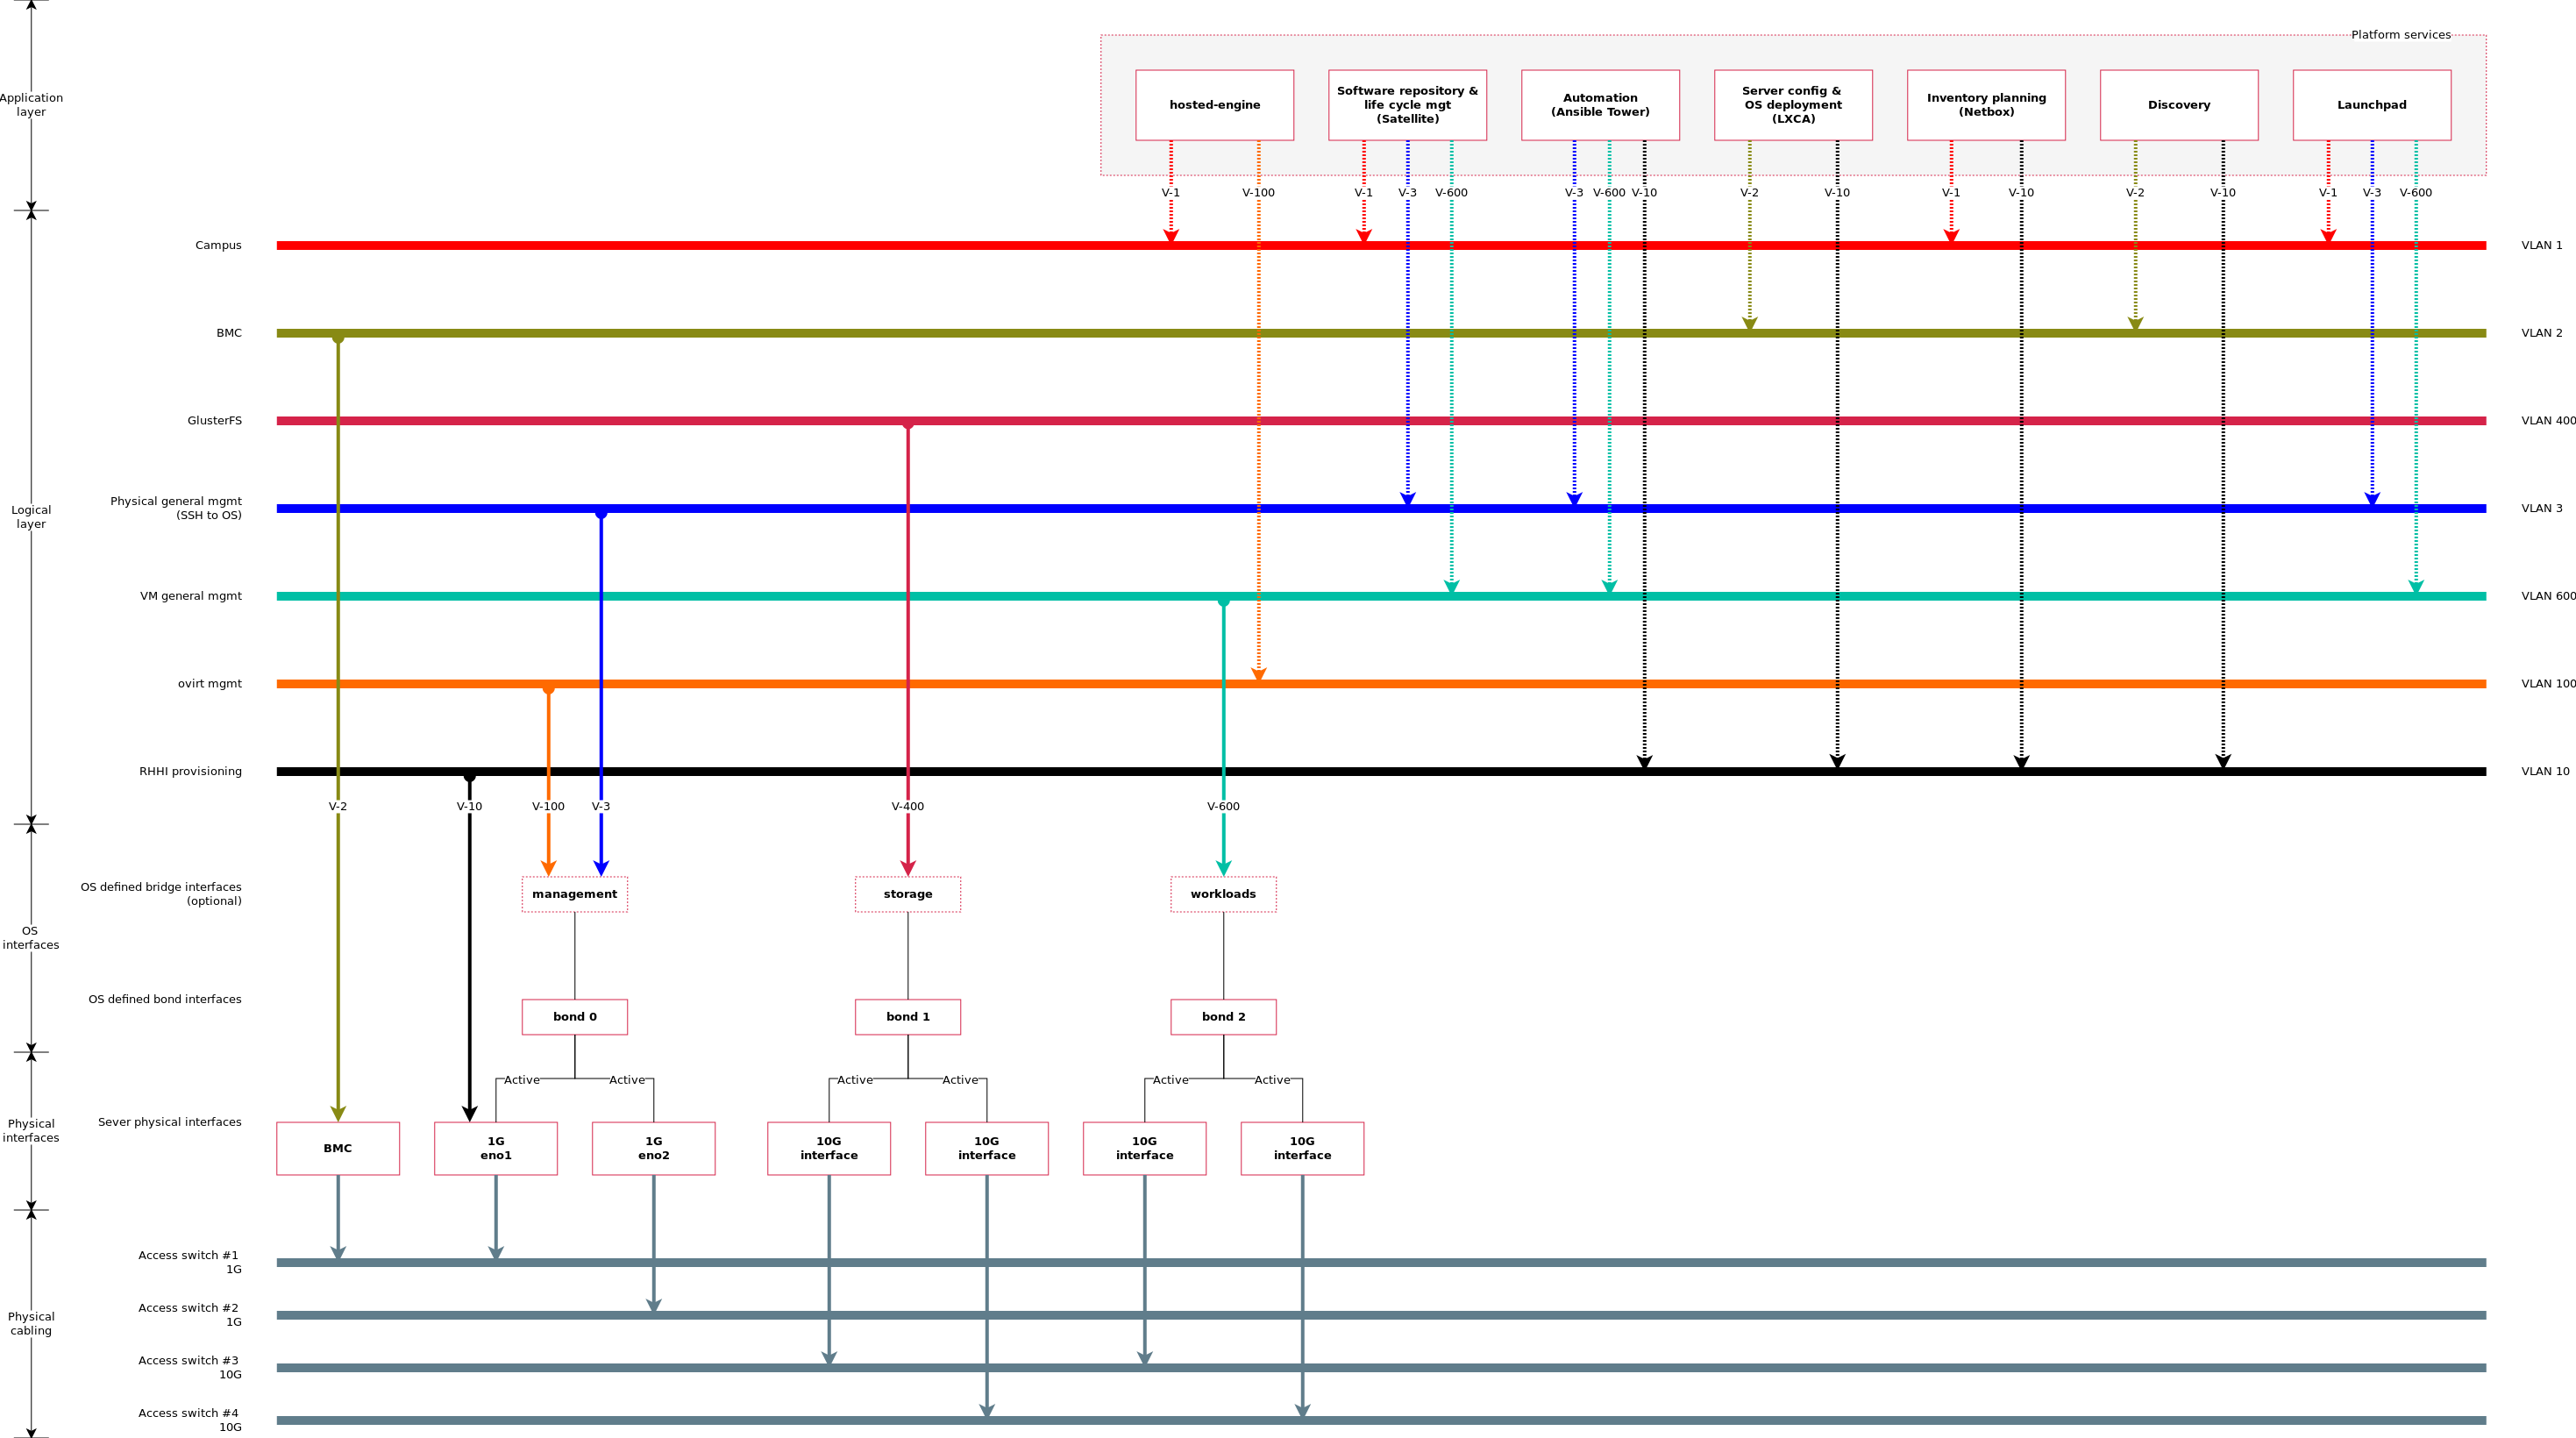 Platform services
Application
layer
hosted-engine
Software repository &
life cycle mgt
(Satellite)
Automation
(Ansible Tower)
Server config &
OS deployment
(LXCA)
Inventory planning
(Netbox)
Discovery
Launchpad
V-1
V-100
V-1
V-3
V-600
V-3
V-600
V-10
V-2
V-10
V-1
V-10
V-2
V-10
V-1
V-3
V-600
Logical
layer
Campus
VLAN 1
BMC
VLAN 2
GlusterFS
VLAN 400
Physical general mgmt
(SSH to OS)
VLAN 3
VM general mgmt
VLAN 600
ovirt mgmt
VLAN 100
RHHI provisioning
VLAN 10
V-2
V-10
V-100
V-3
V-400
V-600
OS
interfaces
OS defined bridge interfaces
(optional)
management
storage
workloads
OS defined bond interfaces
bond 0
bond 1
bond 2
Active
Active
Active
Active
Active
Active
Physical
interfaces
Sever physical interfaces
BMC
1G
eno1
1G
eno2
10G
interface
10G
interface
10G
interface
10G
interface
Physical
cabling
Access switch #1
1G
Access switch #2
1G
Access switch #3
10G
Access switch #4
10G